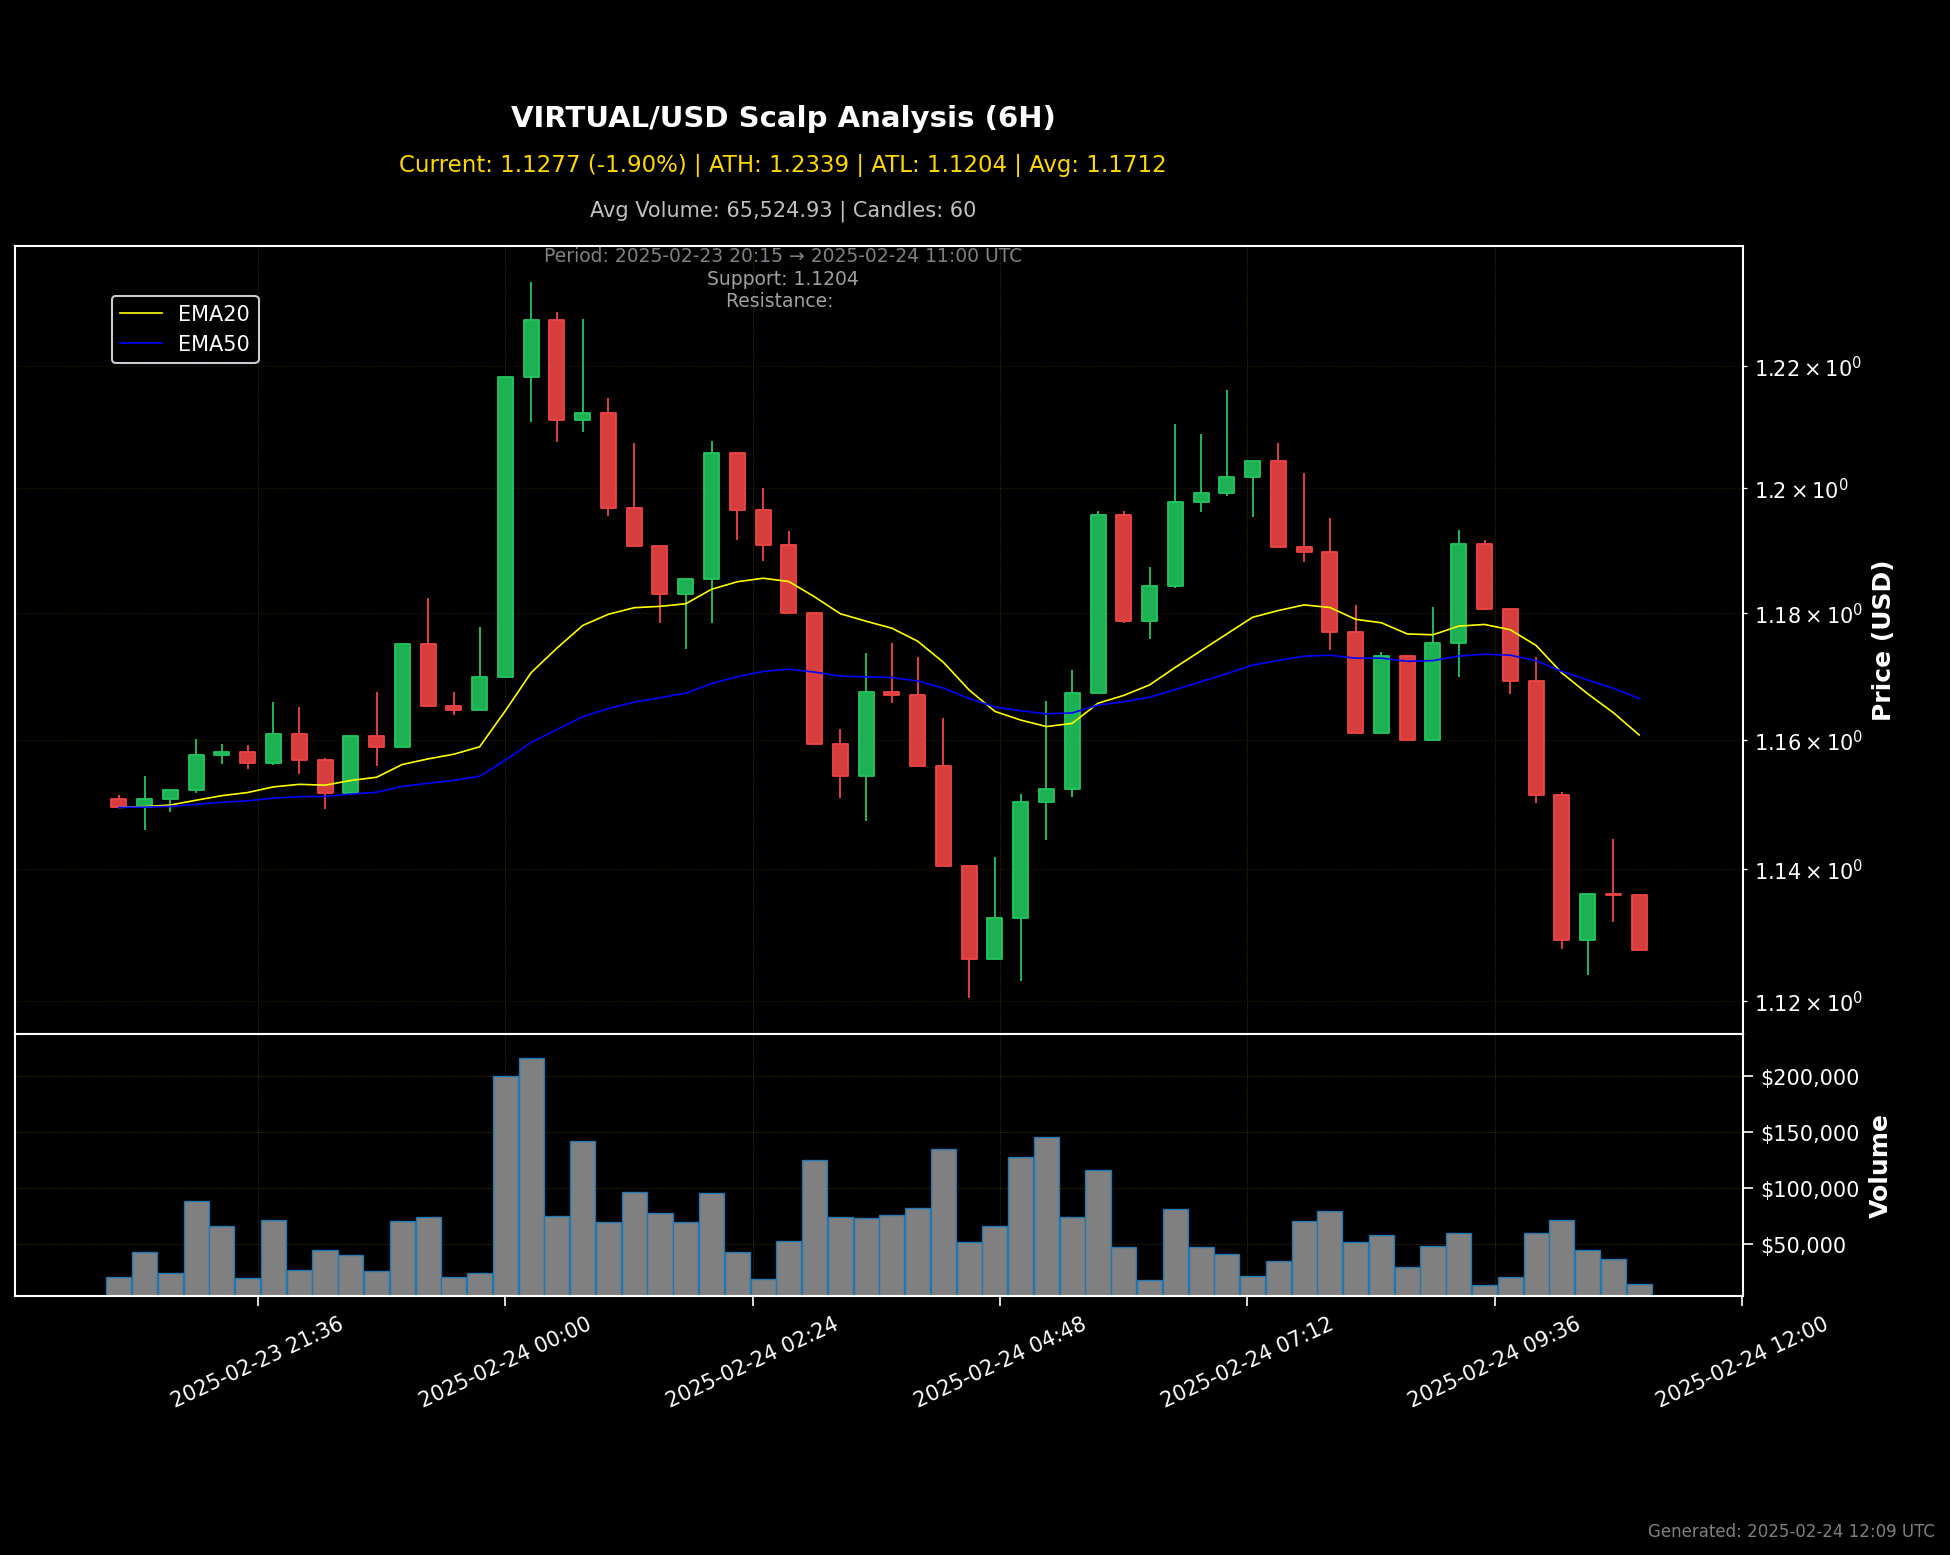 VIRTUAL/USD Scalp Analysis (6H)
Current: 1.1277 (-1.90%) | ATH: 1.2339 | ATL: 1.1204 | Avg: 1.1712
Avg Volume: 65,524.93 | Candles: 60
Period: 2025-02-23 20:15 → 2025-02-24 11:00 UTC
Support: 1.1204
Resistance:
EMA20
EMA50
1.22 × 10⁰
1.2 × 10⁰
1.18 × 10⁰
1.16 × 10⁰
1.14 × 10⁰
1.12 × 10⁰
Price (USD)
$200,000
$150,000
$100,000
$50,000
Volume
2025-02-23 21:36
2025-02-24 00:00
2025-02-24 02:24
2025-02-24 04:48
2025-02-24 07:12
2025-02-24 09:36
2025-02-24 12:00
Generated: 2025-02-24 12:09 UTC